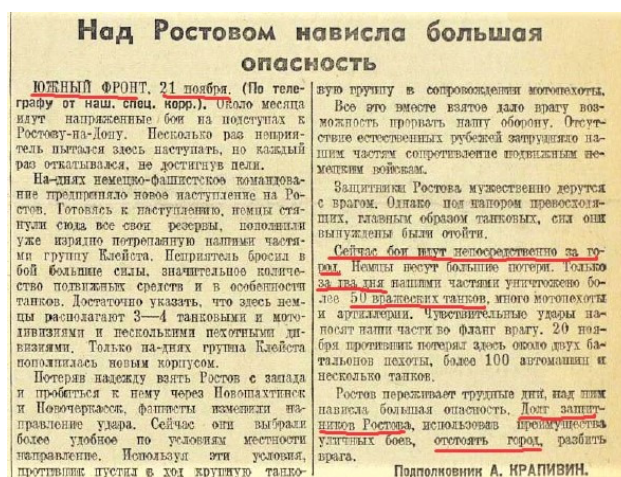 Над Ростовом нависла большая
опасность
ЮЖНЫЙ ФРОНТ, 21 ноября. (По теле-
графу от наш. спец. корр.). Около месяца
идут напряженные бои на подступах к
Ростову-на-Дону. Несколько раз неприя-
тель пытался здесь наступать, но каждый
раз откатывался, не достигнув цели.
На-днях немецко-фашистское командова-
ние предприняло новое наступление на Ро-
стов. Готовясь к наступлению, немцы стя-
нули сюда все свои резервы, пополнили
уже изрядно потрепанную нашими частя-
ми группу Клейста. Неприятель бросил в
бой большие силы, значительное количе-
ство подвижных средств и в особенности
танков. Достаточно указать, что здесь нем-
цы располагают 3—4 танковыми и мото-
дивизиями и несколькими пехотными ди-
визиями. Только на-днях группа Клейста
пополнилась новым корпусом.
Потеряв надежду взять Ростов с запада
и пробиться к нему через Новошахтинск
и Новочеркасск, фашисты изменили на-
правление удара. Сейчас они выбрали
более удобное по условиям местности
направление. Используя эти условия,
противник пустил в ход крупную танко-
вую группу в сопровождении мотопехоты.
Все это вместе взятое дало врагу воз-
можность прорвать нашу оборону. Отсут-
ствие естественных рубежей затрудняло на-
шим частям сопротивление подвижным не-
мецким войскам.
Защитники Ростова мужественно дерутся
с врагом. Однако под напором превосходя-
щих, главным образом танковых, сил они
вынуждены были отойти.
Сейчас бои идут непосредственно за го-
род. Немцы несут большие потери. Только
за два дня нашими частями уничтожено бо-
лее 50 вражеских танков, много мотопехоты
и артиллерии. Чувствительные удары на-
носят наши части во фланг врагу. 20 нояб-
бря противник потерял здесь около двух ба-
тальонов пехоты, более 100 автомашин и
несколько танков.
Ростов переживает трудные дни, над ним
нависла большая опасность. Долг защит-
ников Ростова, использовав преимущества
уличных боев, отстоять город, разбить
врага.
Подполковник А. КРАПИВИН.